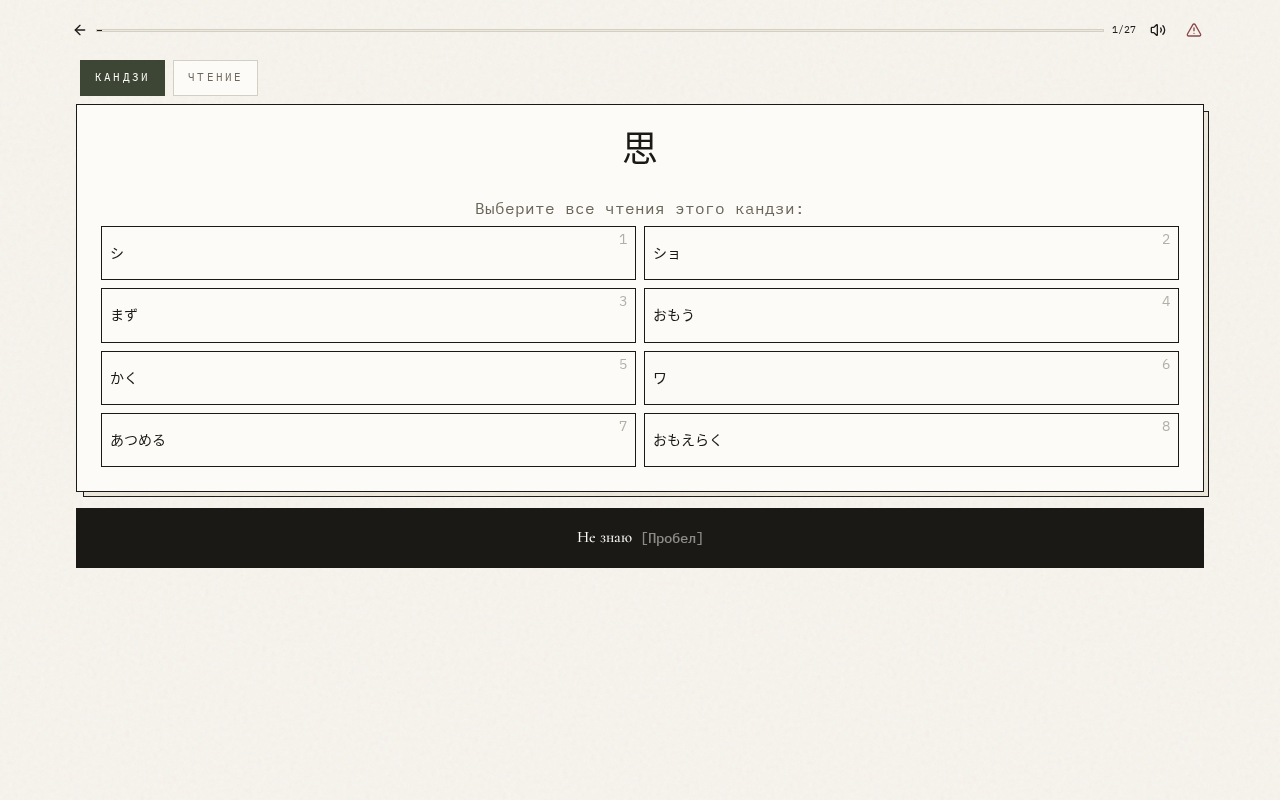 1/27
КАНДЗИ
ЧТЕНИЕ
思
Выберите все чтения этого кандзи:
シ 1
ショ 2
まず 3
おもう 4
かく 5
ワ 6
あつめる 7
おもえらく 8
Не знаю [Пробел]